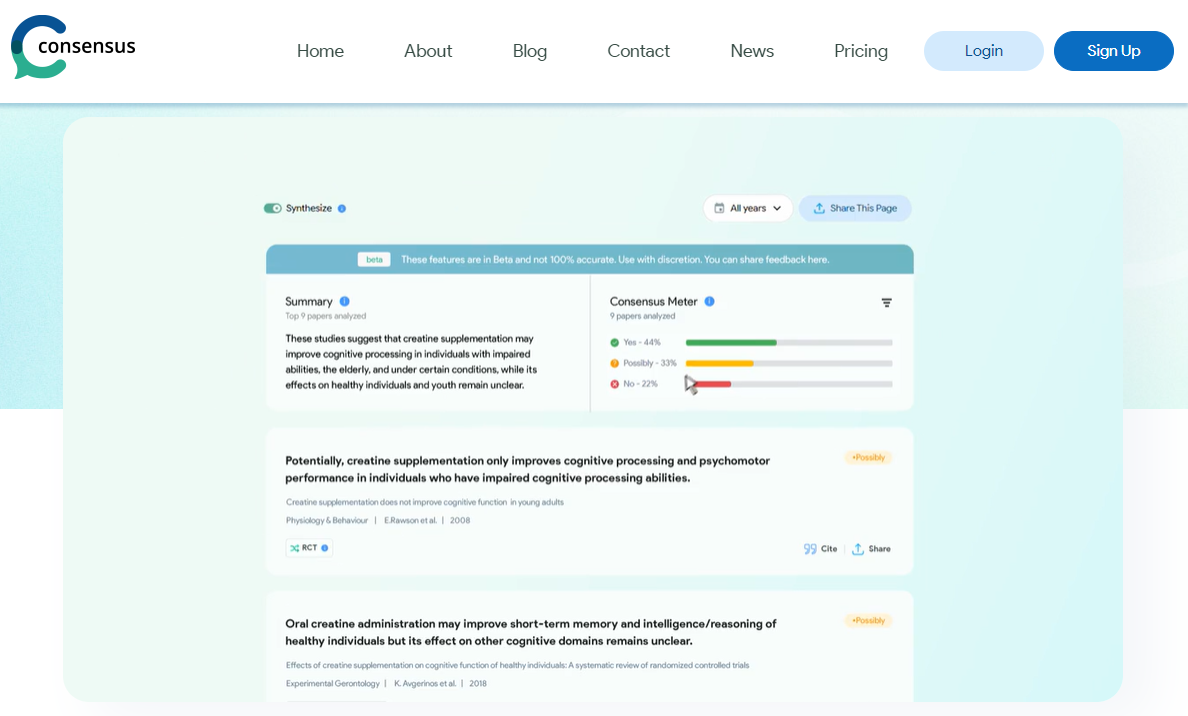 consensus
Home About Blog Contact News Pricing Login Sign Up
Synthesize
All years
Share This Page
beta These features are in Beta and not 100% accurate. Use with discretion. You can share feedback here.
Summary
Top 9 papers analyzed
These studies suggest that creatine supplementation may
improve cognitive processing in individuals with impaired
abilities, the elderly, and under certain conditions, while its
effects on healthy individuals and youth remain unclear.
Consensus Meter
9 papers analyzed
Yes - 44%
Possibly - 33%
No - 22%
Potentially, creatine supplementation only improves cognitive processing and psychomotor
performance in individuals who have impaired cognitive processing abilities.
•Possibly
Creatine supplementation does not improve cognitive function in young adults
Physiology & Behaviour | E.Rawson et al. | 2008
RCT
Cite
Share
Oral creatine administration may improve short-term memory and intelligence/reasoning of
healthy individuals but its effect on other cognitive domains remains unclear.
•Possibly
Effects of creatine supplementation on cognitive function of healthy individuals: A systematic review of randomized controlled trials
Experimental Gerontology | K. Avgerinos et al. | 2018